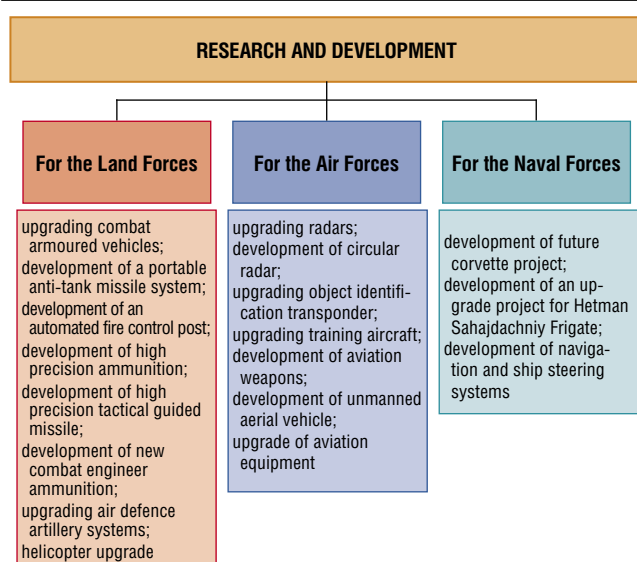 RESEARCH AND DEVELOPMENT
For the Land Forces
upgrading combat
armoured vehicles;
development of a portable
anti-tank missile system;
development of an
automated fire control post;
development of high
precision ammunition;
development of high
precision tactical guided
missile;
development of new
combat engineer
ammunition;
upgrading air defence
artillery systems;
helicopter upgrade
For the Air Forces
upgrading radars;
development of circular
radar;
upgrading object identifi-
cation transponder;
upgrading training aircraft;
development of aviation
weapons;
development of unmanned
aerial vehicle;
upgrade of aviation
equipment
For the Naval Forces
development of future
corvette project;
development of an up-
grade project for Hetman
Sahajdachniy Frigate;
development of naviga-
tion and ship steering
systems